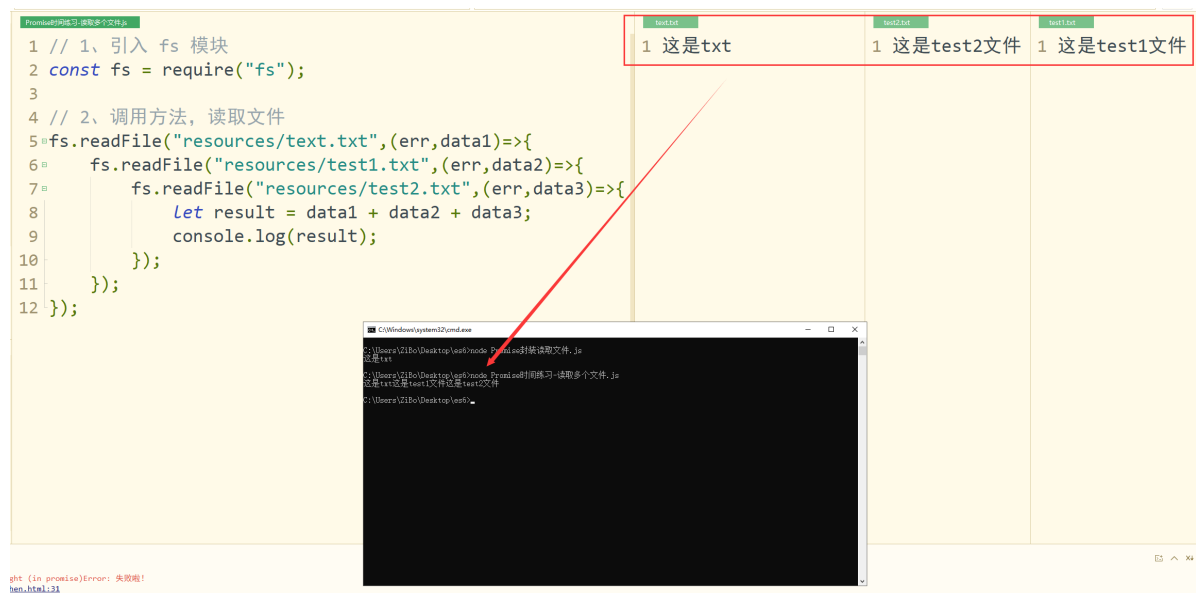 Promise时间练习-读取多个文件.js
1 // 1、引入 fs 模块
2 const fs = require("fs");
3
4 // 2、调用方法，读取文件
5 fs.readFile("resources/text.txt",(err,data1)=>{
6 fs.readFile("resources/test1.txt",(err,data2)=>{
7 fs.readFile("resources/test2.txt",(err,data3)=>{
8 let result = data1 + data2 + data3;
9 console.log(result);
10 });
11 });
12 });
text.txt
1 这是txt
test2.txt
1 这是test2文件
test1.txt
1 这是test1文件
C:\Windows\system32\cmd.exe
C:\Users\ZiBo\Desktop\es6>node Promise封装读取文件.js
这是txt
C:\Users\ZiBo\Desktop\es6>node Promise时间练习-读取多个文件.js
这是txt这是test1文件这是test2文件
C:\Users\ZiBo\Desktop\es6>
ght (in promise)Error: 失败啦!
hen.html:31